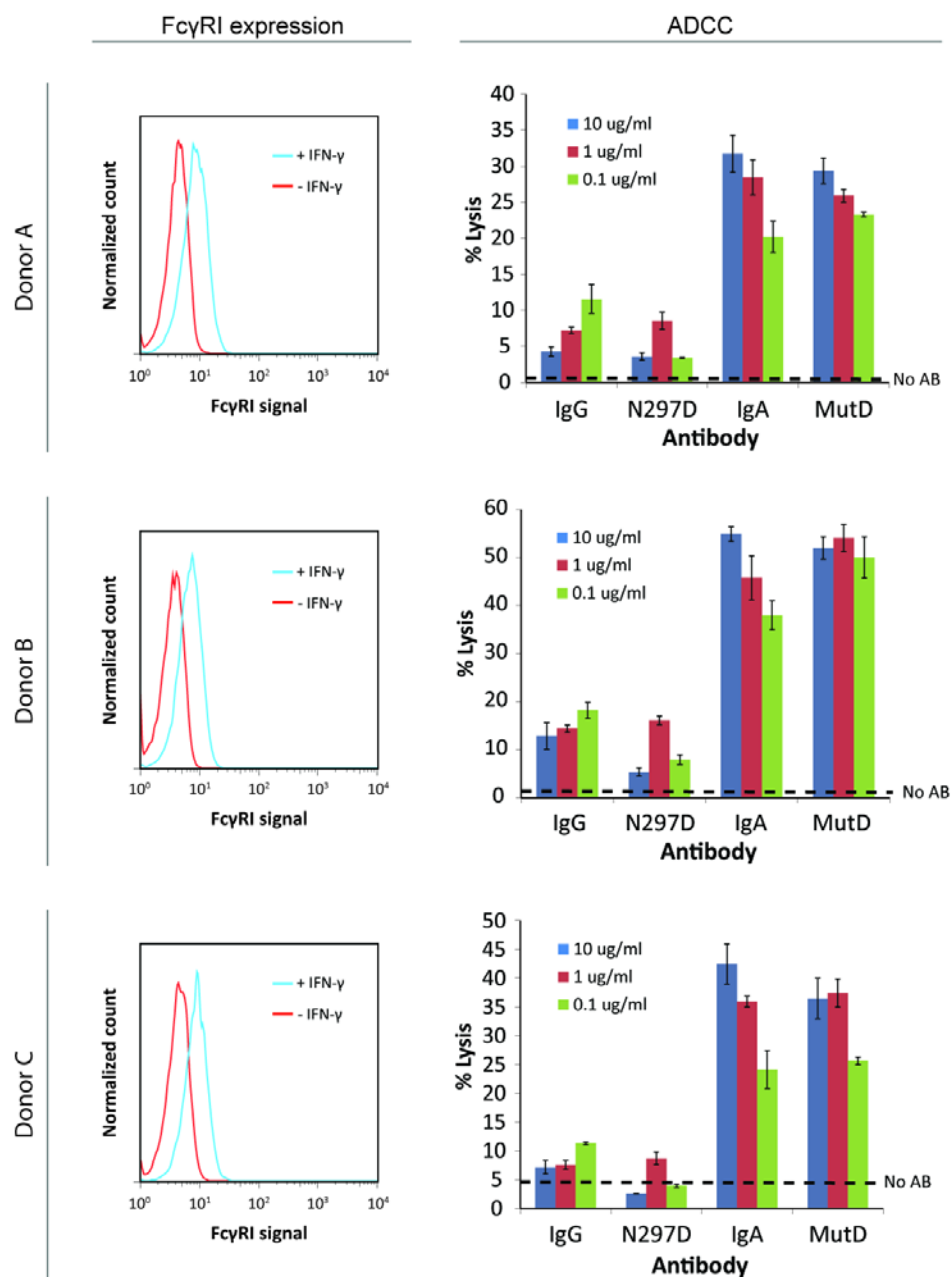 FcγRI expression
ADCC
Donor A
Normalized count
+ IFN-γ
- IFN-γ
10⁰ 10¹ 10² 10³ 10⁴
FcγRI signal
% Lysis
40
35
30
25
20
15
10
5
0
10 ug/ml
1 ug/ml
0.1 ug/ml
No AB
IgG N297D IgA MutD
Antibody
Donor B
Normalized count
+ IFN-γ
- IFN-γ
10⁰ 10¹ 10² 10³ 10⁴
FcγRI signal
% Lysis
60
50
40
30
20
10
0
10 ug/ml
1 ug/ml
0.1 ug/ml
No AB
IgG N297D IgA MutD
Antibody
Donor C
Normalized count
+ IFN-γ
- IFN-γ
10⁰ 10¹ 10² 10³ 10⁴
FcγRI signal
% Lysis
50
45
40
35
30
25
20
15
10
5
0
10 ug/ml
1 ug/ml
0.1 ug/ml
No AB
IgG N297D IgA MutD
Antibody